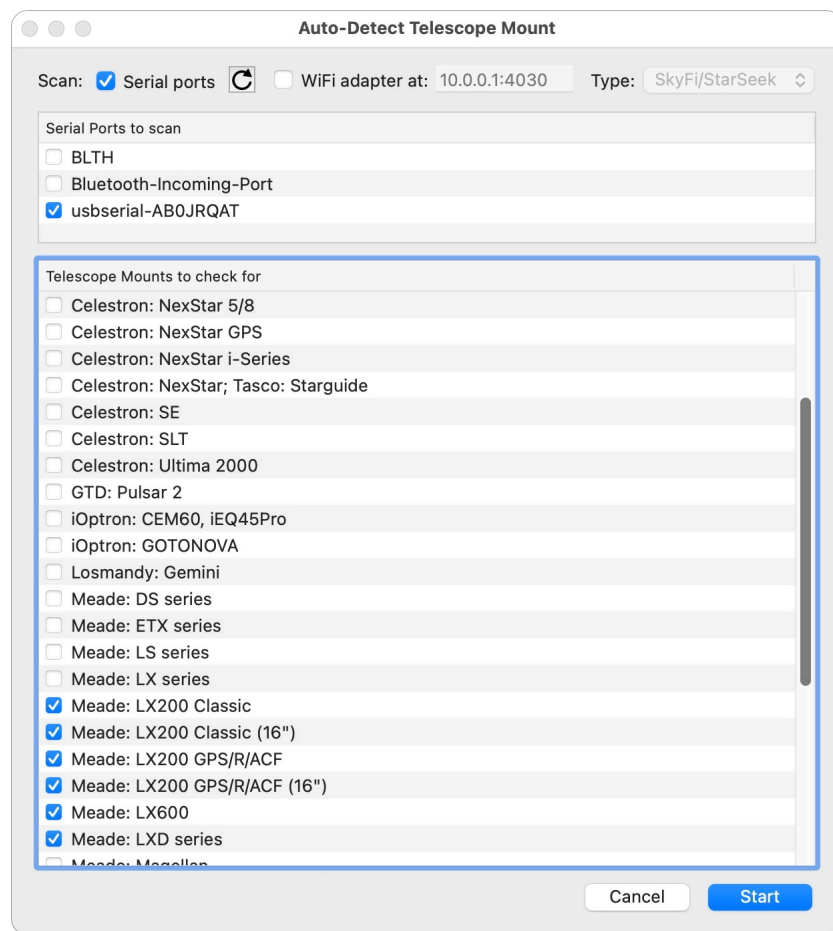 Auto-Detect Telescope Mount
Scan: Serial ports WiFi adapter at: 10.0.0.1:4030 Type: SkyFi/StarSeek
Serial Ports to scan
BLTH
Bluetooth-Incoming-Port
usbserial-AB0JRQAT
Telescope Mounts to check for
Celestron: NexStar 5/8
Celestron: NexStar GPS
Celestron: NexStar i-Series
Celestron: NexStar; Tasco: Starguide
Celestron: SE
Celestron: SLT
Celestron: Ultima 2000
GTD: Pulsar 2
iOptron: CEM60, iEQ45Pro
iOptron: GOTONOVA
Losmandy: Gemini
Meade: DS series
Meade: ETX series
Meade: LS series
Meade: LX series
Meade: LX200 Classic
Meade: LX200 Classic (16")
Meade: LX200 GPS/R/ACF
Meade: LX200 GPS/R/ACF (16")
Meade: LX600
Meade: LXD series
Meade: Magellan
Cancel Start